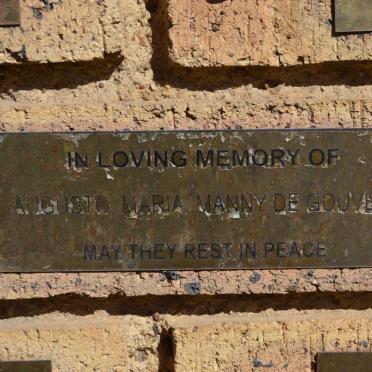 IN LOVING MEMORY OF
AUGUSTO MARIA MANNY DE GOUVE
MAY THEY REST IN PEACE